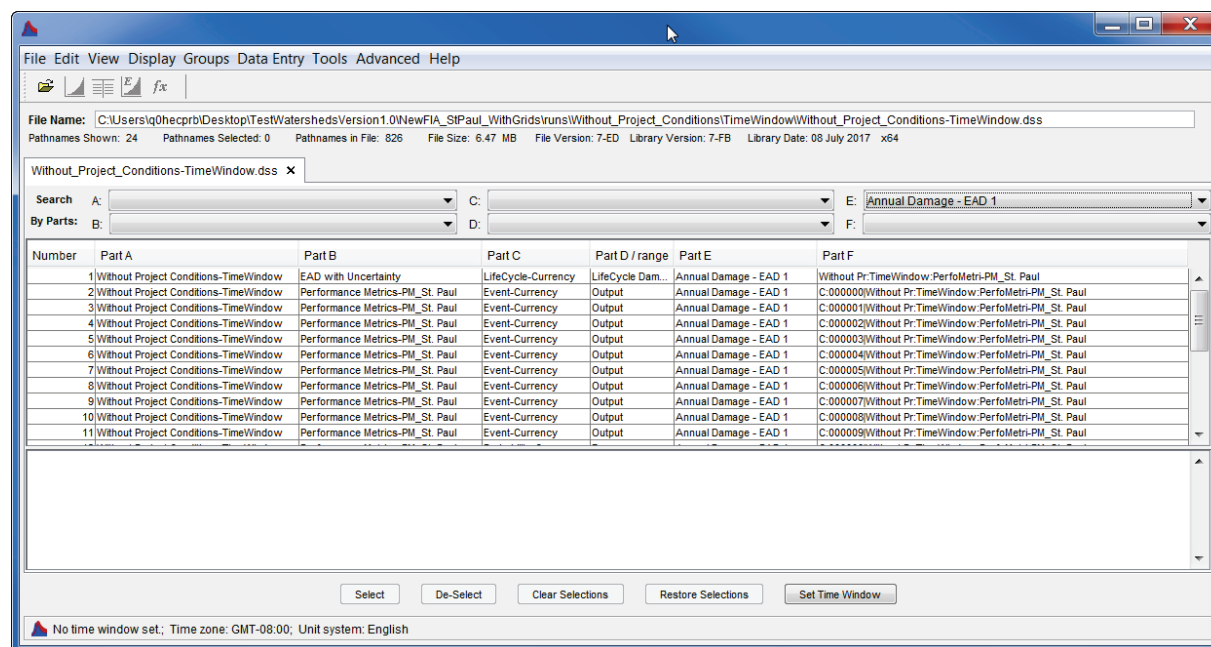 File Edit View Display Groups Data Entry Tools Advanced Help
E fx
File Name: C:\Users\q0hecprb\Desktop\TestWatershedsVersion1.0\NewFIA_StPaul_WithGrids\runs\Without_Project_Conditions\TimeWindow\Without_Project_Conditions-TimeWindow.dss
Pathnames Shown: 24 Pathnames Selected: 0 Pathnames in File: 826 File Size: 6.47 MB File Version: 7-ED Library Version: 7-FB Library Date: 08 July 2017 x64
Without_Project_Conditions-TimeWindow.dss X
Search A: C: E: Annual Damage - EAD 1
By Parts: B: D: F:
Number Part A Part B Part C Part D / range Part E Part F
1 Without Project Conditions-TimeWindow EAD with Uncertainty LifeCycle-Currency LifeCycle Dam... Annual Damage - EAD 1 Without Pr:TimeWindow:PerfoMetri-PM_St. Paul
2 Without Project Conditions-TimeWindow Performance Metrics-PM_St. Paul Event-Currency Output Annual Damage - EAD 1 C:000000|Without Pr:TimeWindow:PerfoMetri-PM_St. Paul
3 Without Project Conditions-TimeWindow Performance Metrics-PM_St. Paul Event-Currency Output Annual Damage - EAD 1 C:000001|Without Pr:TimeWindow:PerfoMetri-PM_St. Paul
4 Without Project Conditions-TimeWindow Performance Metrics-PM_St. Paul Event-Currency Output Annual Damage - EAD 1 C:000002|Without Pr:TimeWindow:PerfoMetri-PM_St. Paul
5 Without Project Conditions-TimeWindow Performance Metrics-PM_St. Paul Event-Currency Output Annual Damage - EAD 1 C:000003|Without Pr:TimeWindow:PerfoMetri-PM_St. Paul
6 Without Project Conditions-TimeWindow Performance Metrics-PM_St. Paul Event-Currency Output Annual Damage - EAD 1 C:000004|Without Pr:TimeWindow:PerfoMetri-PM_St. Paul
7 Without Project Conditions-TimeWindow Performance Metrics-PM_St. Paul Event-Currency Output Annual Damage - EAD 1 C:000005|Without Pr:TimeWindow:PerfoMetri-PM_St. Paul
8 Without Project Conditions-TimeWindow Performance Metrics-PM_St. Paul Event-Currency Output Annual Damage - EAD 1 C:000006|Without Pr:TimeWindow:PerfoMetri-PM_St. Paul
9 Without Project Conditions-TimeWindow Performance Metrics-PM_St. Paul Event-Currency Output Annual Damage - EAD 1 C:000007|Without Pr:TimeWindow:PerfoMetri-PM_St. Paul
10 Without Project Conditions-TimeWindow Performance Metrics-PM_St. Paul Event-Currency Output Annual Damage - EAD 1 C:000008|Without Pr:TimeWindow:PerfoMetri-PM_St. Paul
11 Without Project Conditions-TimeWindow Performance Metrics-PM_St. Paul Event-Currency Output Annual Damage - EAD 1 C:000009|Without Pr:TimeWindow:PerfoMetri-PM_St. Paul
Select De-Select Clear Selections Restore Selections Set Time Window
No time window set.; Time zone: GMT-08:00; Unit system: English